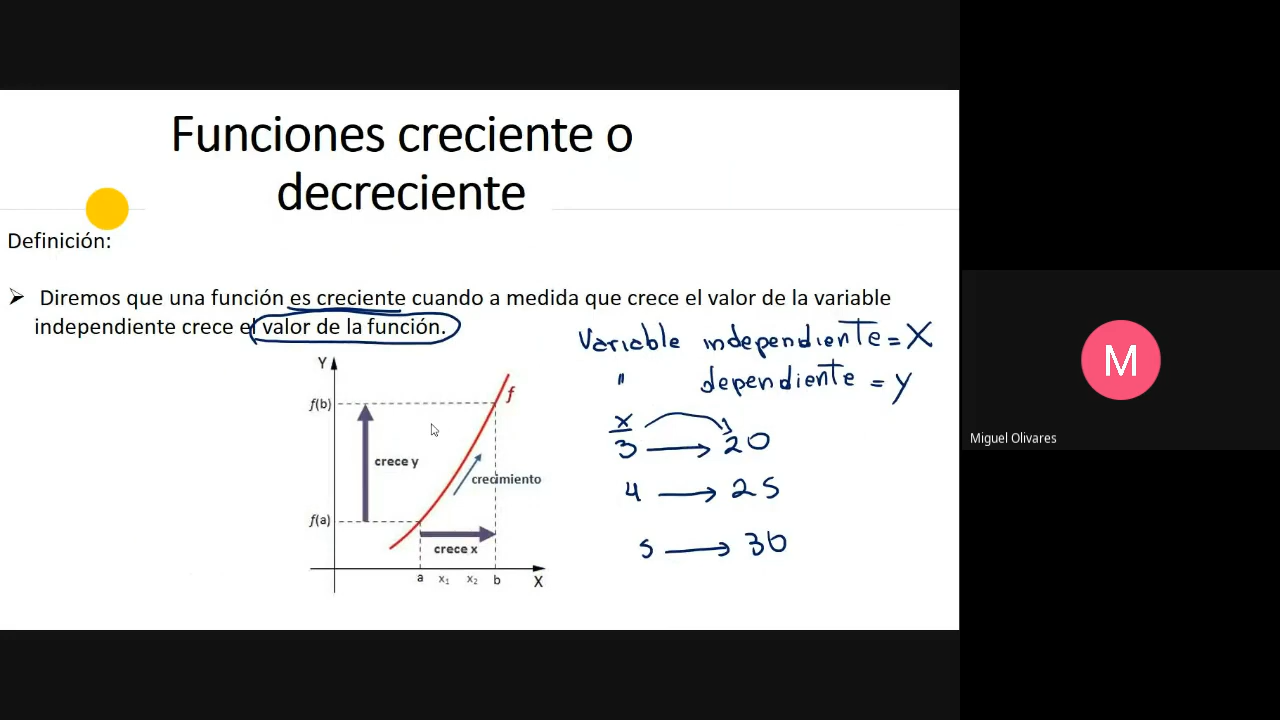 Funciones creciente o
decreciente
Definición:
➤ Diremos que una función es creciente cuando a medida que crece el valor de la variable
independiente crece el valor de la función.
Variable independiente = X
" dependiente = y
Y
f(b)
f
crece y
crecimiento
f(a)
crece x
a x₁ x₂ b X
x
3 → 20
4 → 25
5 → 30
M
Miguel Olivares